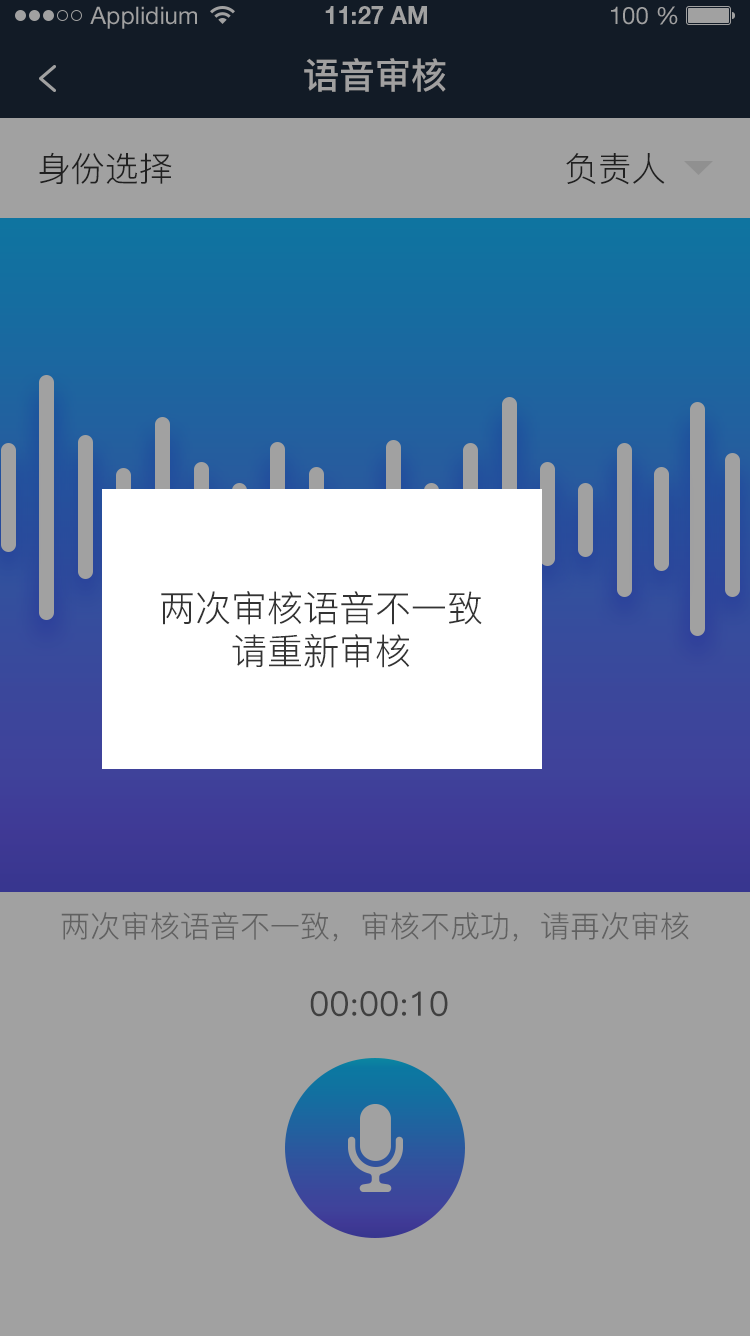 Applidium 11:27 AM 100 %
语音审核
身份选择 负责人
两次审核语音不一致
请重新审核
两次审核语音不一致，审核不成功，请再次审核
00:00:10